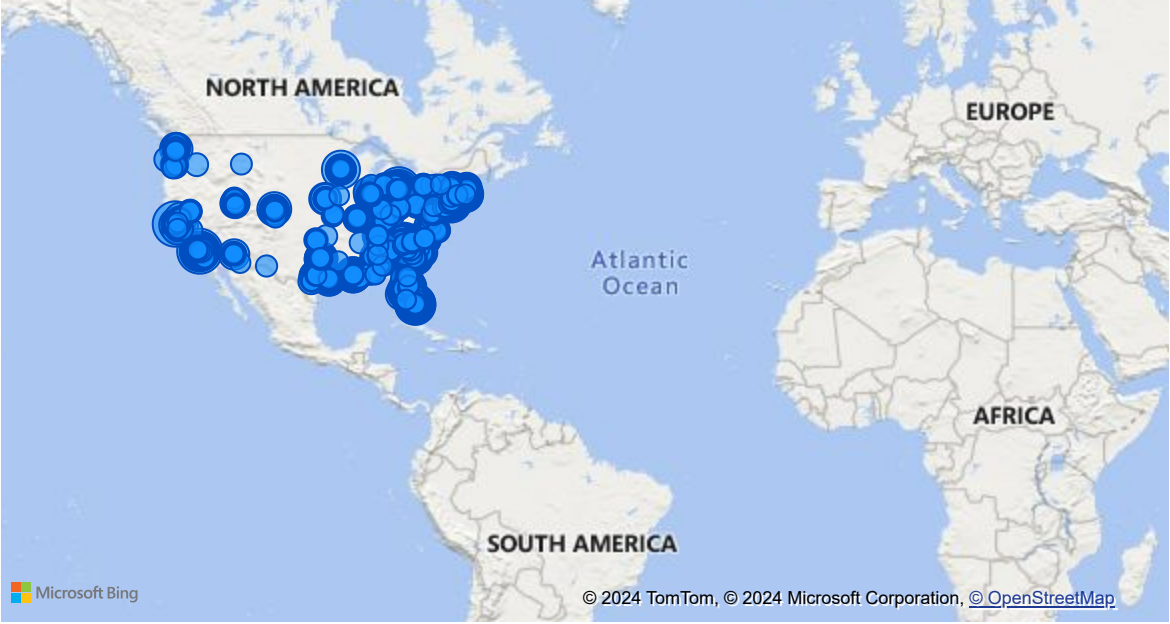 NORTH AMERICA
EUROPE
Atlantic
Ocean
AFRICA
SOUTH AMERICA
Microsoft Bing
© 2024 TomTom, © 2024 Microsoft Corporation, © OpenStreetMap